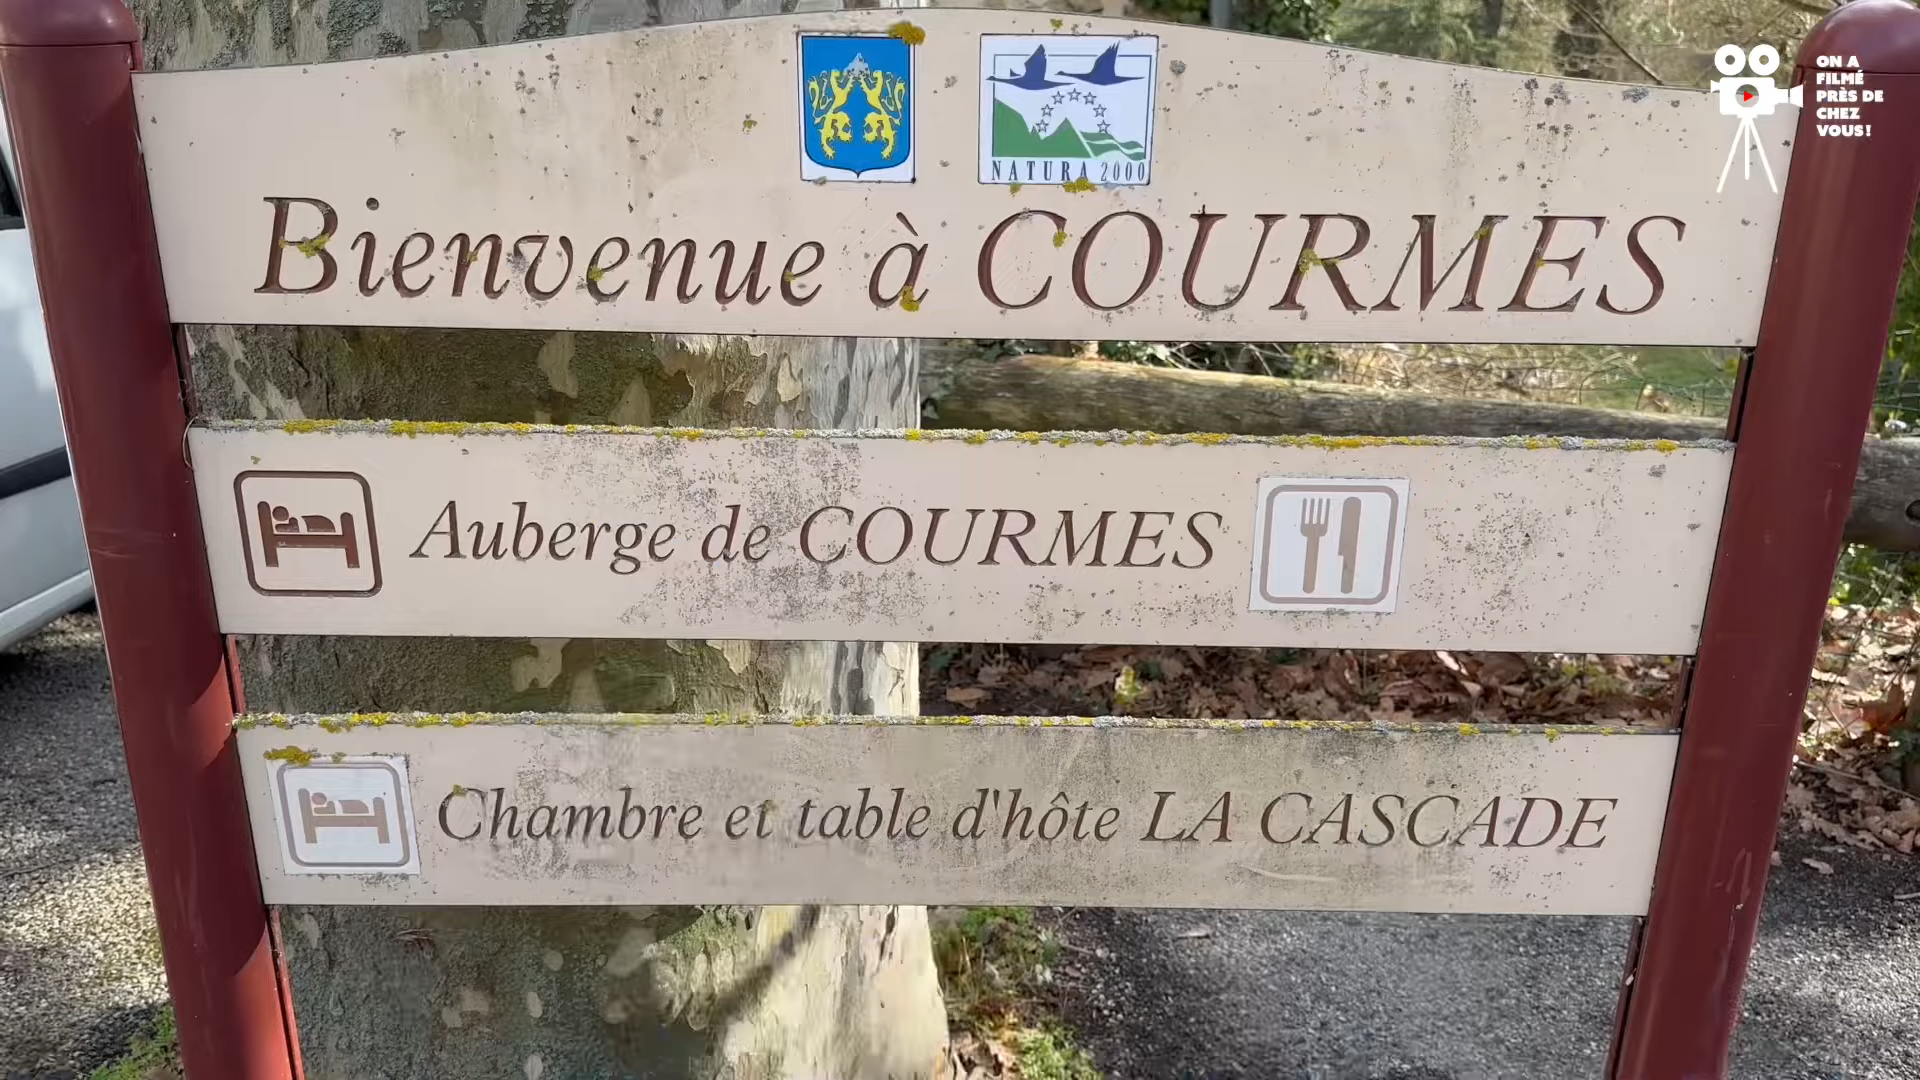 NATURA 2000
Bienvenue à COURMES
Auberge de COURMES
Chambre et table d'hôte LA CASCADE
ON A
FILMÉ
PRÈS DE
CHEZ
VOUS!